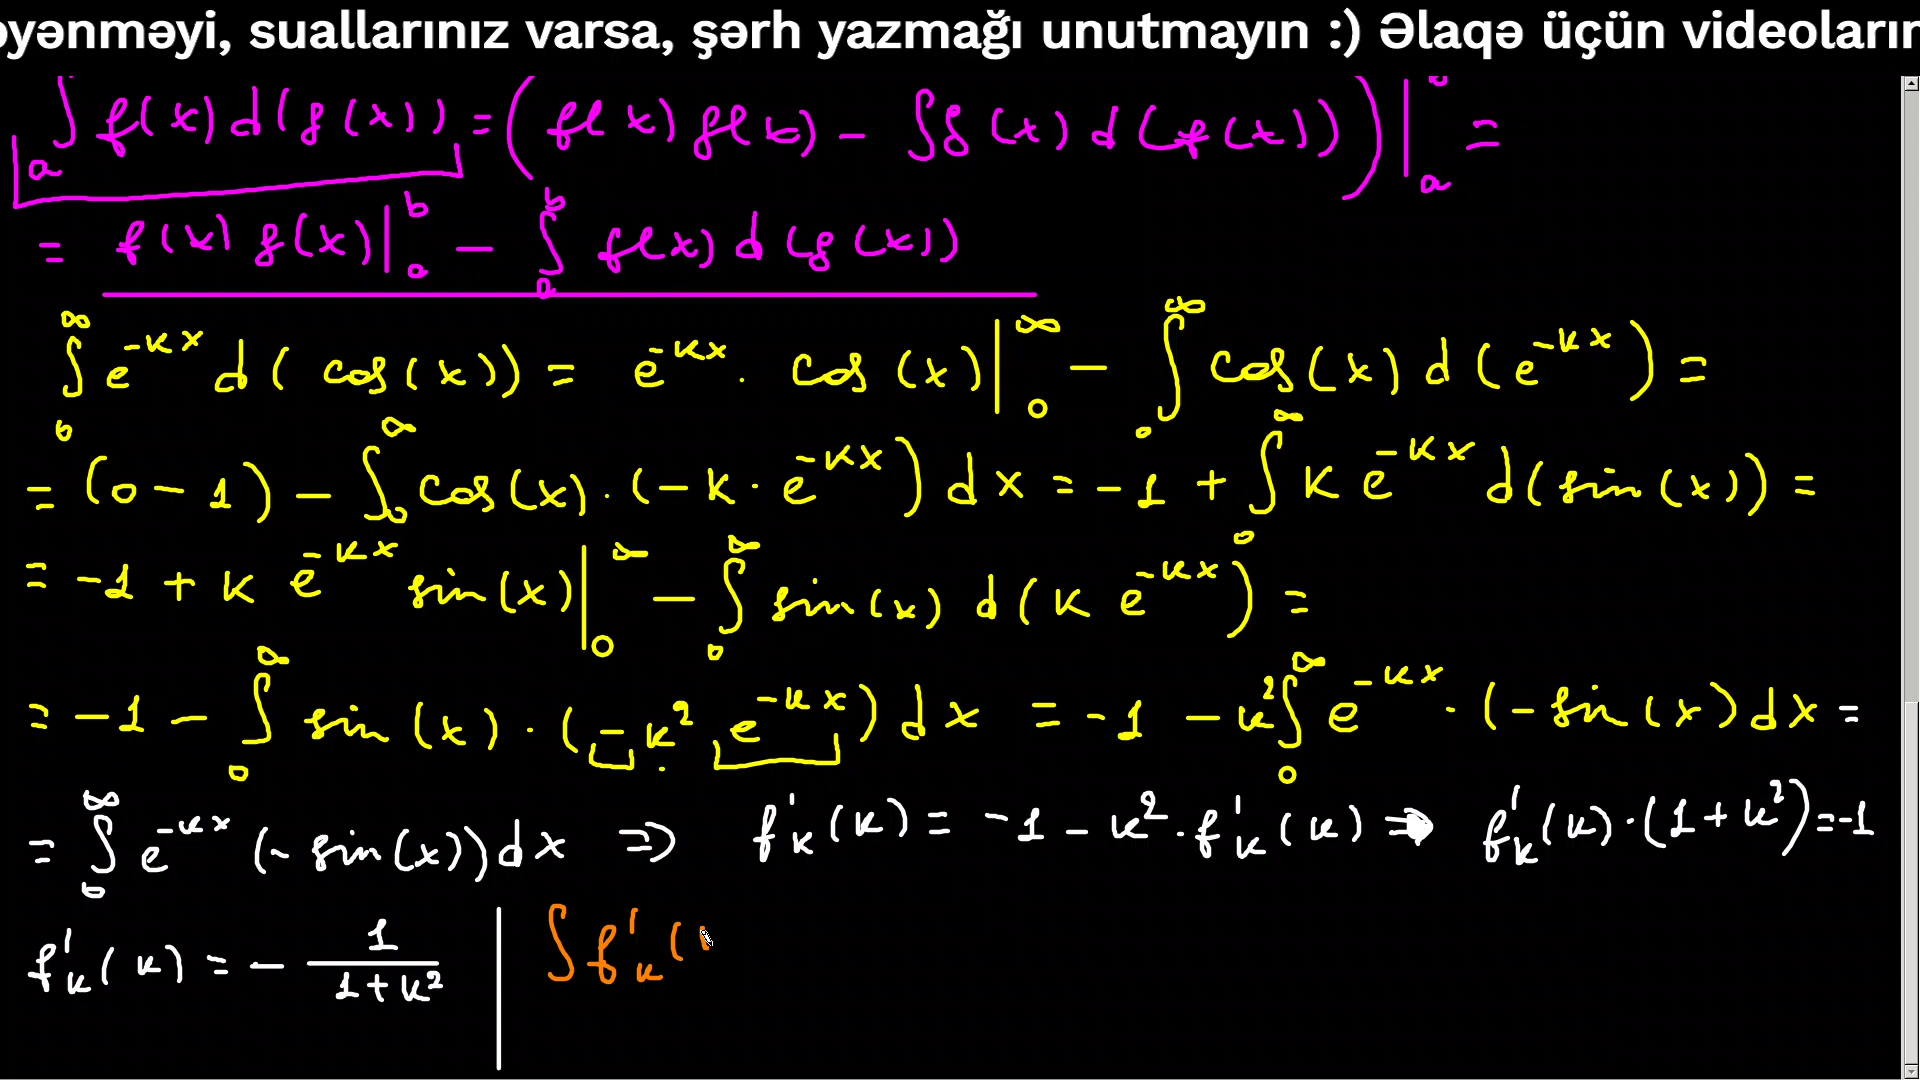 əyənməyi, suallarınız varsa, şərh yazmağı unutmayın :) Əlaqə üçün videoların
∫_a f(x) d(g(x)) = (f(x) g(x) - ∫ g(x) d(f(x))) |_a^b =
= f(x) g(x) |_a^b - ∫_a^b f(x) d(g(x))
∫_0^∞ e^{-kx} d(cos(x)) = e^{-kx} · cos(x) |_0^∞ - ∫_0^∞ cos(x) d(e^{-kx}) =
= (0 - 1) - ∫_0^∞ cos(x) · (-k · e^{-kx}) dx = -1 + ∫_0^∞ k e^{-kx} d(sin(x)) =
= -1 + k e^{-kx} sin(x) |_0^∞ - ∫_0^∞ sin(x) d(k e^{-kx}) =
= -1 - ∫_0^∞ sin(x) · (-k² e^{-kx}) dx = -1 - k² ∫_0^∞ e^{-kx} · (-sin(x)) dx =
= ∫_0^∞ e^{-kx} (-sin(x)) dx ⇒ f'_k(k) = -1 - k² · f'_k(k) ⇒ f'_k(k) · (1 + k²) = -1
f'_k(k) = - 1/(1+k²) | ∫ f'_k (